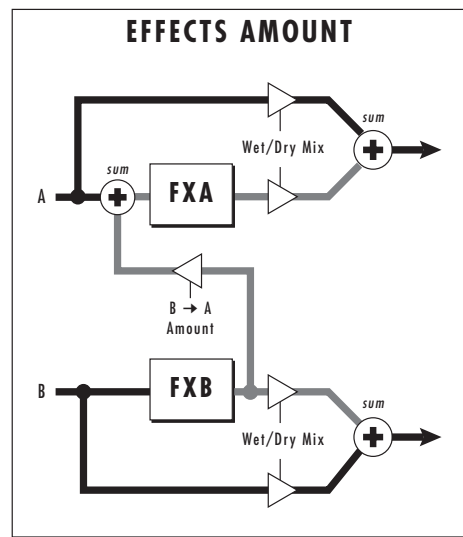 EFFECTS AMOUNT
sum
Wet/Dry Mix
sum
A
FXA
B → A
Amount
B
FXB
sum
Wet/Dry Mix